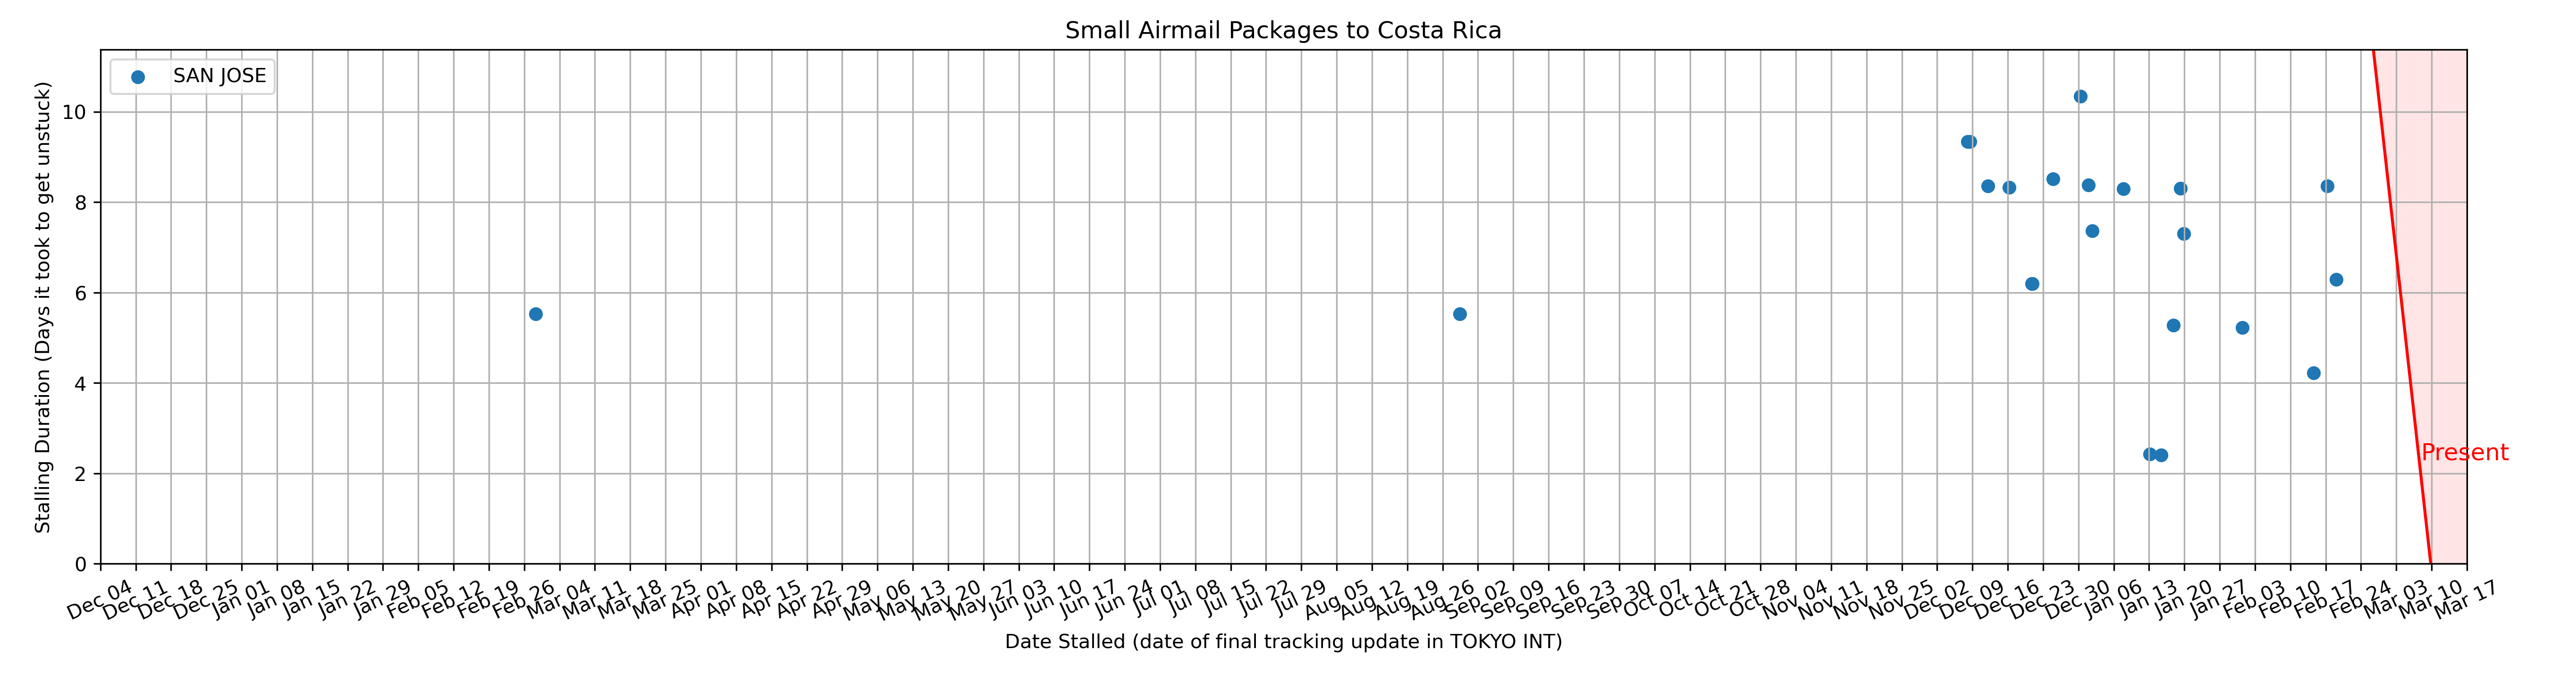 Small Airmail Packages to Costa Rica
SAN JOSE
Stalling Duration (Days it took to get unstuck)
10
8
6
4
2
0
Present
Dec 04
Dec 11
Dec 18
Dec 25
Jan 01
Jan 08
Jan 15
Jan 22
Jan 29
Feb 05
Feb 12
Feb 19
Feb 26
Mar 04
Mar 11
Mar 18
Mar 25
Apr 01
Apr 08
Apr 15
Apr 22
Apr 29
May 06
May 13
May 20
May 27
Jun 03
Jun 10
Jun 17
Jun 24
Jul 01
Jul 08
Jul 15
Jul 22
Jul 29
Aug 05
Aug 12
Aug 19
Aug 26
Sep 02
Sep 09
Sep 16
Sep 23
Sep 30
Oct 07
Oct 14
Oct 21
Oct 28
Nov 04
Nov 11
Nov 18
Nov 25
Dec 02
Dec 09
Dec 16
Dec 23
Dec 30
Jan 06
Jan 13
Jan 20
Jan 27
Feb 03
Feb 10
Feb 17
Feb 24
Mar 03
Mar 10
Mar 17
Date Stalled (date of final tracking update in TOKYO INT)